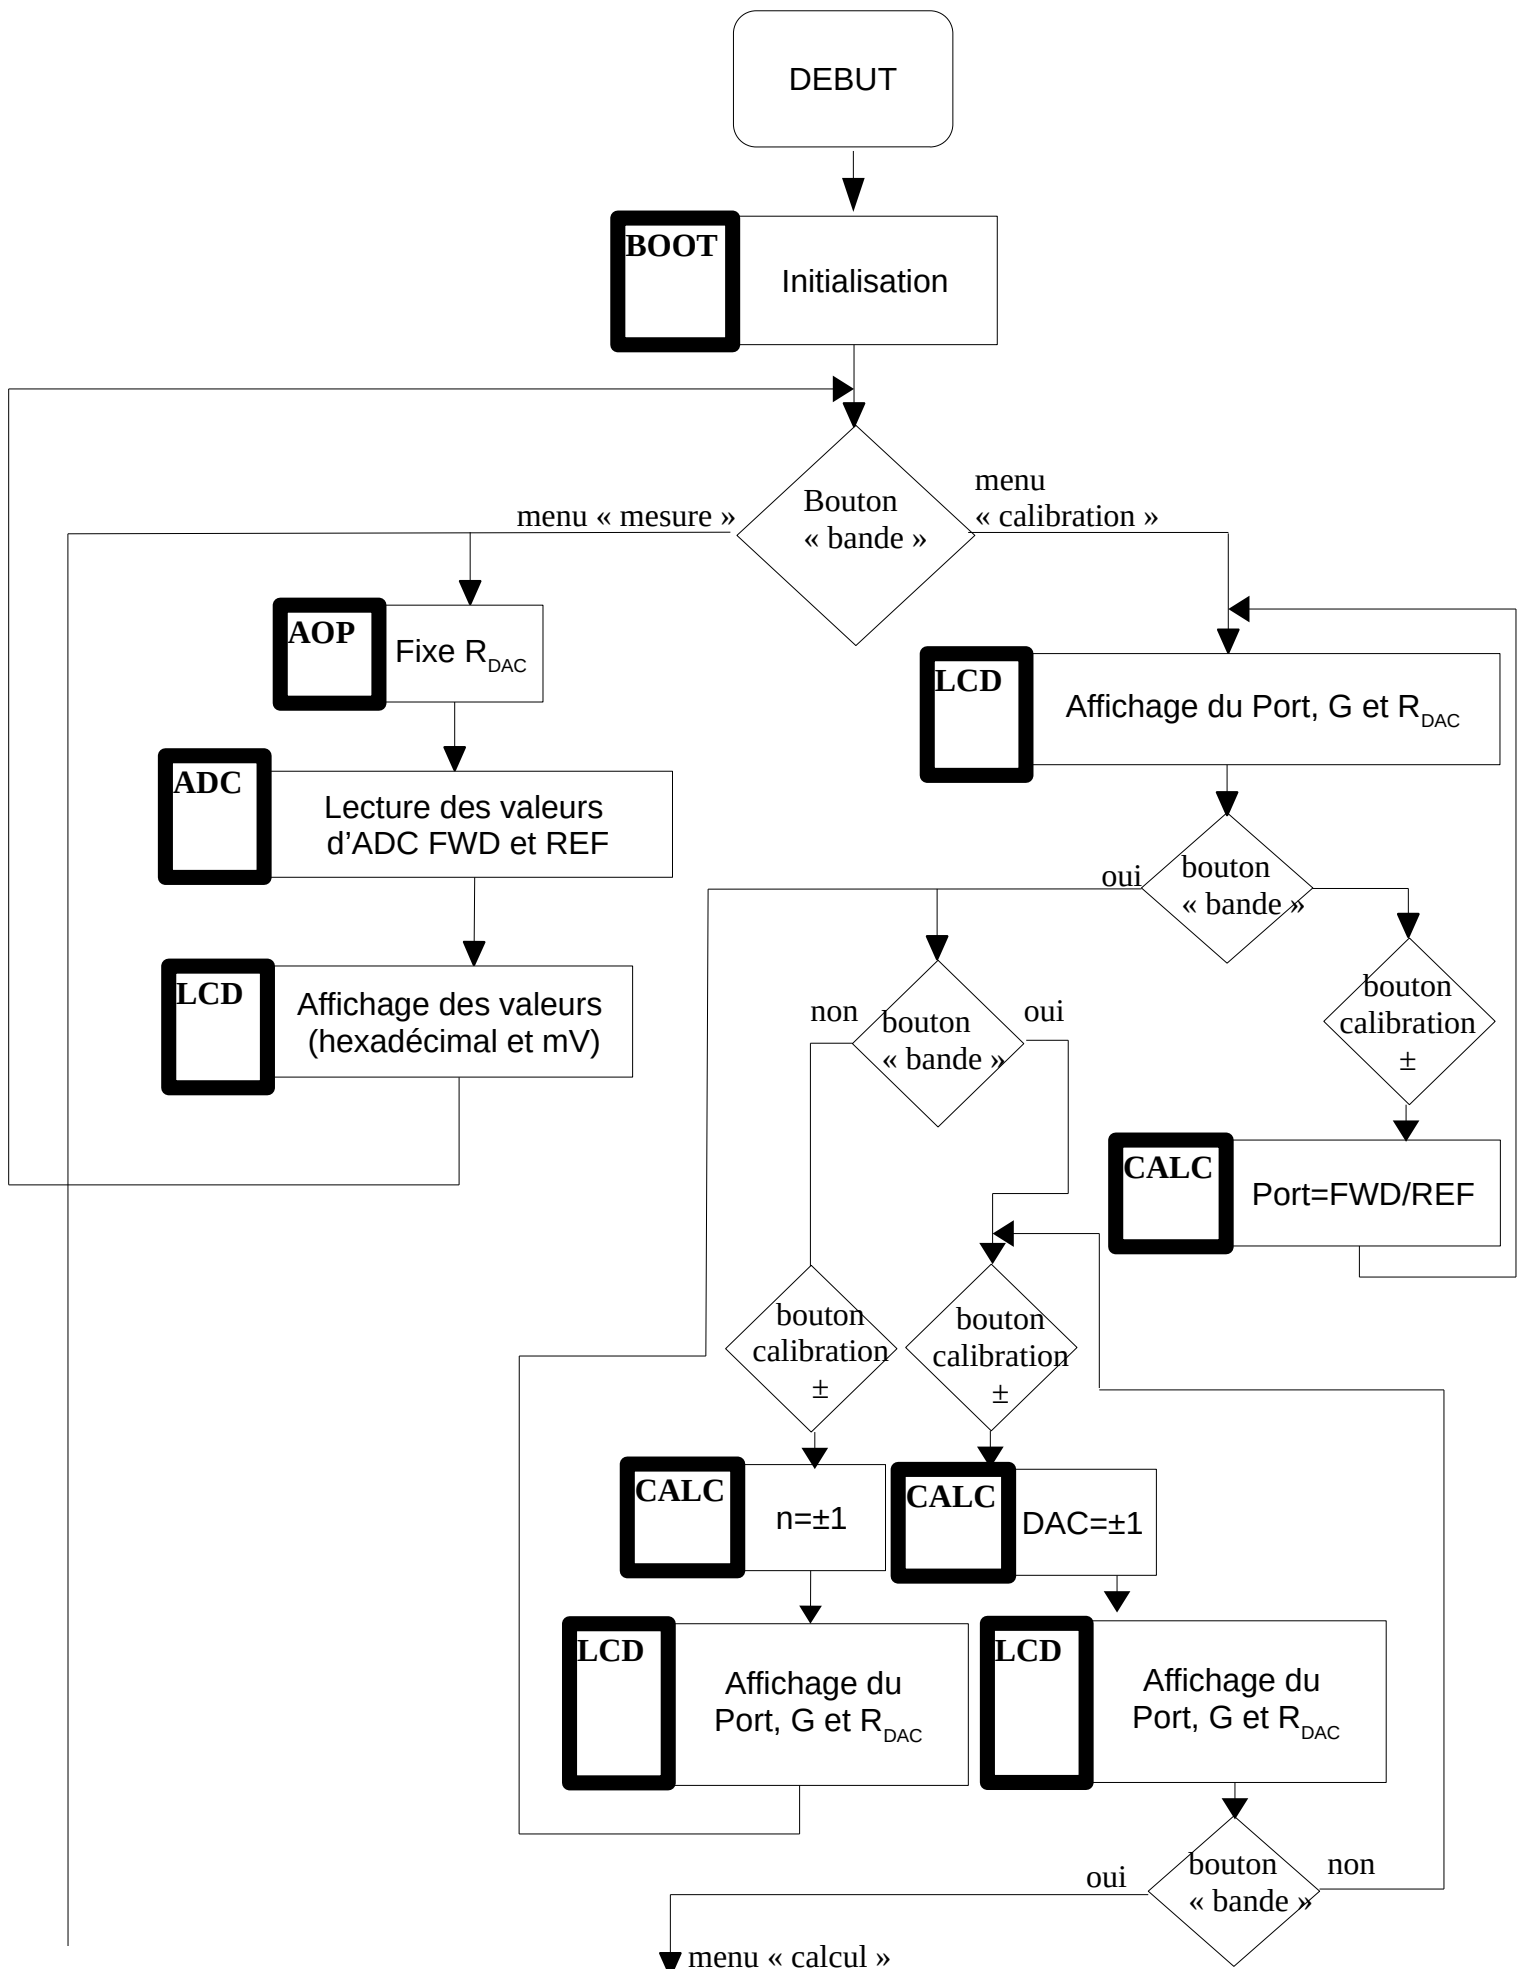 DEBUT
BOOT
Initialisation
menu « mesure »
Bouton
« bande »
menu
« calibration »
AOP
Fixe RDAC
LCD
Affichage du Port, G et RDAC
ADC
Lecture des valeurs
d’ADC FWD et REF
oui
bouton
« bande »
LCD
Affichage des valeurs
(hexadécimal et mV)
non
bouton
« bande »
oui
bouton
calibration
±
CALC
Port=FWD/REF
bouton
calibration
±
bouton
calibration
±
CALC
n=±1
CALC
DAC=±1
LCD
Affichage du
Port, G et RDAC
LCD
Affichage du
Port, G et RDAC
oui
bouton
« bande »
non
menu « calcul »